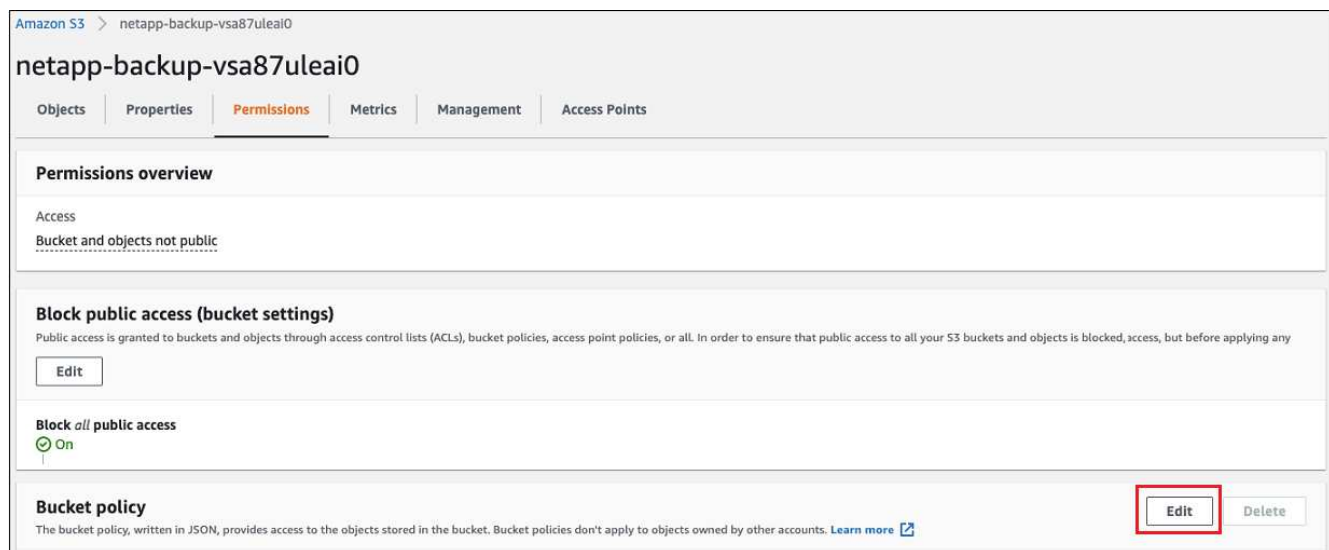 Amazon S3 > netapp-backup-vsa87uleai0
netapp-backup-vsa87uleai0
Objects Properties Permissions Metrics Management Access Points
Permissions overview
Access
Bucket and objects not public
Block public access (bucket settings)
Public access is granted to buckets and objects through access control lists (ACLs), bucket policies, access point policies, or all. In order to ensure that public access to all your S3 buckets and objects is blocked, access, but before applying any
Edit
Block all public access
On
Bucket policy
Edit Delete
The bucket policy, written in JSON, provides access to the objects stored in the bucket. Bucket policies don't apply to objects owned by other accounts. Learn more